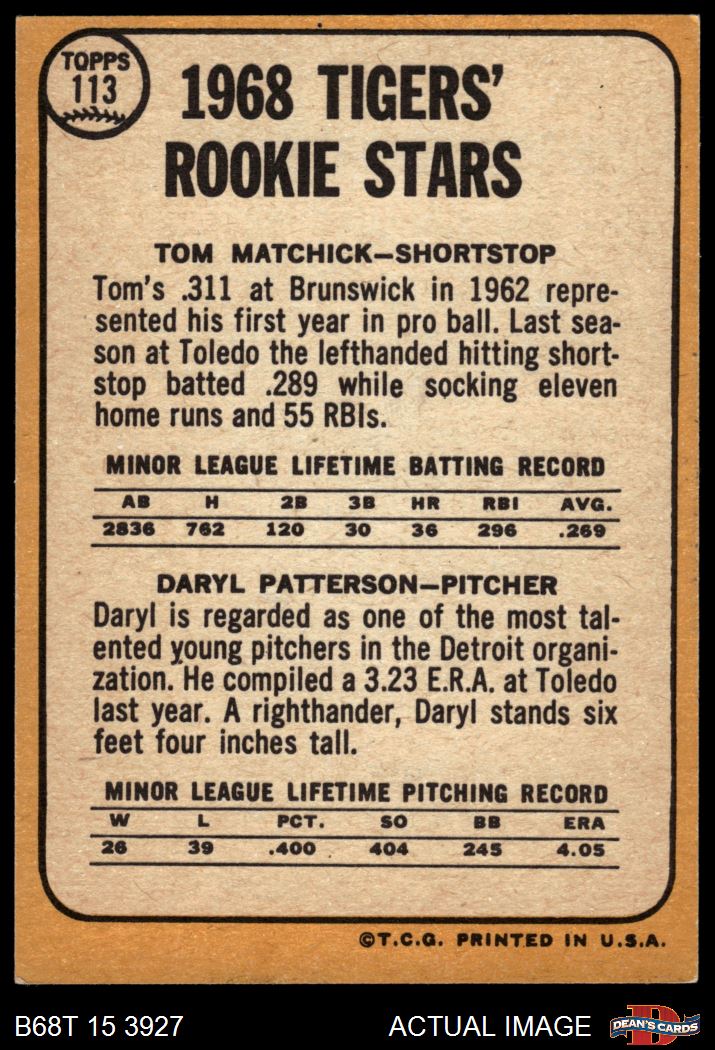 TOPPS
113
1968 TIGERS'
ROOKIE STARS
TOM MATCHICK—SHORTSTOP
Tom's .311 at Brunswick in 1962 repre-
sented his first year in pro ball. Last sea-
son at Toledo the lefthanded hitting short-
stop batted .289 while socking eleven
home runs and 55 RBIs.
MINOR LEAGUE LIFETIME BATTING RECORD
AB H 2B 3B HR RBI AVG.
2836 762 120 30 36 296 .269
DARYL PATTERSON—PITCHER
Daryl is regarded as one of the most tal-
ented young pitchers in the Detroit organi-
zation. He compiled a 3.23 E.R.A. at Toledo
last year. A righthander, Daryl stands six
feet four inches tall.
MINOR LEAGUE LIFETIME PITCHING RECORD
W L PCT. SO BB ERA
26 39 .400 404 245 4.05
©T.C.G. PRINTED IN U.S.A.
B68T 15 3927 ACTUAL IMAGE
D
DEAN'S CARDS